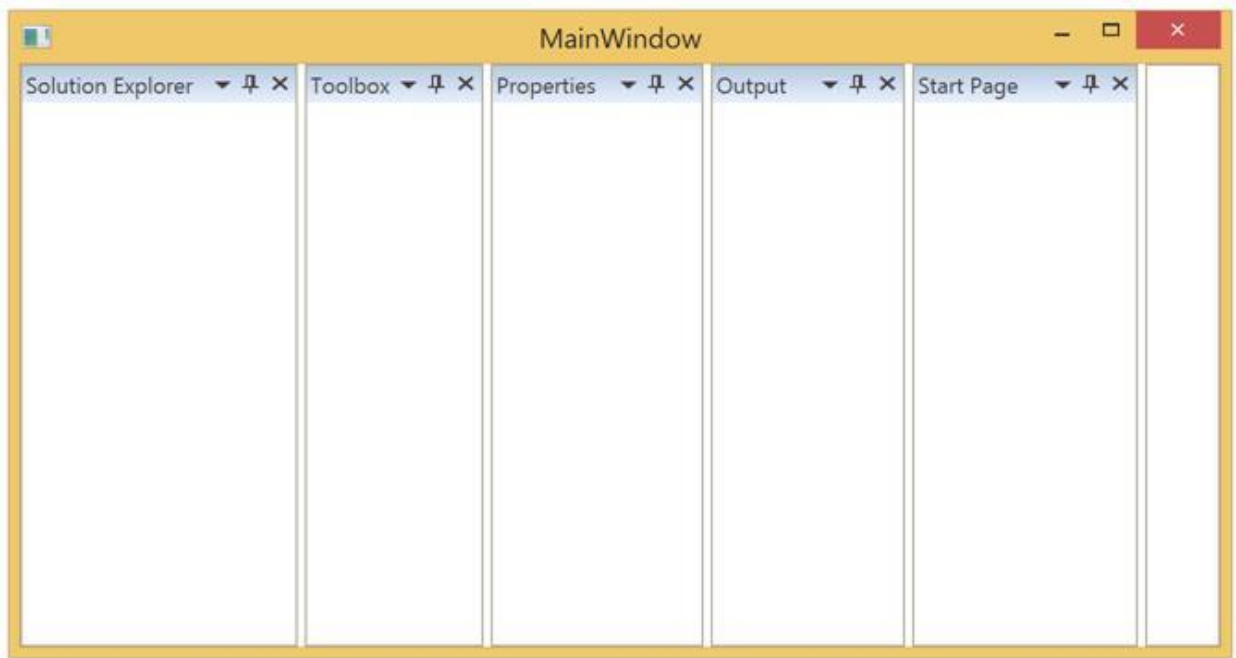 MainWindow
Solution Explorer
Toolbox
Properties
Output
Start Page